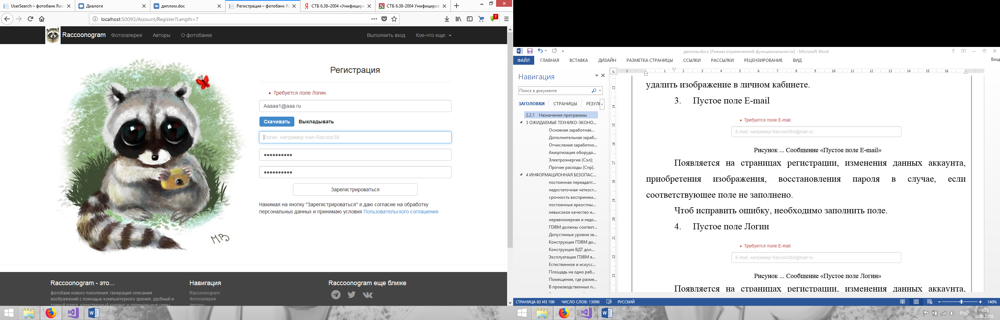 UserSearch – фотобанк Racc
Диалоги
диплом.doc
Регистрация – фотобанк Ra
СТБ 6.38–2004 «Унифициро
СТБ 6.38-2004 Унифициров
localhost:50093/Account/Register?Length=7
Raccoonogram
Фотогалерея
Авторы
О фотобанке
Выполнить вход
Кое-что еще:
Регистрация
Требуется поле Логин.
Aaaaa1@aaa.ru
Скачивать
Выкладывать
Логин, например Ivan-Racoon38
Зарегистрироваться
Нажимая на кнопку "Зарегистрироваться" я даю согласие на обработку
персональных данных и принимаю условия Пользовательского соглашения
MB
Raccoonogram - это...
фотобанк нового поколения: генерация описания
изображений с помощью компьютерного зрения, удобный и
точный поиск, качественный контент и оптимальные цены
Навигация
Raccoonogram
Фотогалерея
Авторы
Raccoonogram еще ближе
диплом.docx [Режим ограниченной функциональности] - Microsoft Word
ФАЙЛ
ГЛАВНАЯ
ВСТАВКА
ДИЗАЙН
РАЗМЕТКА СТРАНИЦЫ
ССЫЛКИ
РАССЫЛКИ
РЕЦЕНЗИРОВАНИЕ
ВИД
Вход
Навигация
Поиск в документе
ЗАГОЛОВКИ
СТРАНИЦЫ
РЕЗУЛЬ
2.2.1 Назначение программы
3 ОЖИДАЕМЫЕ ТЕХНИКО-ЭКОНО...
Основная заработная...
Дополнительная зараб...
Отчисления заработно...
Амортизация оборудо...
Электроэнергия (Сэл);
Прочие расходы (Спр).
4 ИНФОРМАЦИОННАЯ БЕЗОПАС...
постоянная переадапт...
недостаточная четкост...
срочность восприним...
постоянные яркостны...
невысокое качество и...
неравномерная и недо...
ПЭВМ должны соответ...
Допустимые уровни зв...
Конструкция ПЭВМ до...
Конструкция ВДТ дол...
Эксплуатация ПЭВМ в...
Естественное и искусс...
Площадь на одно раб...
Помещения, где разме...
В производственных п...
удалить изображение в личном кабинете.
3. Пустое поле E-mail
Требуется поле E-mail.
E-mail, например Racoon284@mail.ru
Рисунок ... Сообщение «Пустое поле E-mail»
Появляется на страницах регистрации, изменения данных аккаунта,
приобретения изображения, восстановления пароля в случае, если
соответствующее поле не заполнено.
Чтоб исправить ошибку, необходимо заполнить поле.
4. Пустое поле Логин
Требуется поле E-mail.
E-mail, например Racoon284@mail.ru
Рисунок ... Сообщение «Пустое поле Логин»
Появляется на страницах регистрации, изменения данных аккаунта,
СТРАНИЦА 83 ИЗ 100
ЧИСЛО СЛОВ: 13098
РУССКИЙ
140%
РУС
19:23
10.06.2018